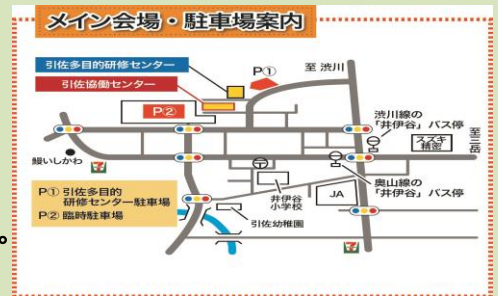 メイン会場・駐車場案内
引佐多目的研修センター
引佐協働センター
P①
至 渋川
P②
渋川線の
「井伊谷」バス停
スズキ
精密
至三岳
鰻いしかわ
奥山線の
「井伊谷」バス停
P① 引佐多目的
研修センター駐車場
P② 臨時駐車場
井伊谷
小学校
JA
引佐幼稚園
。